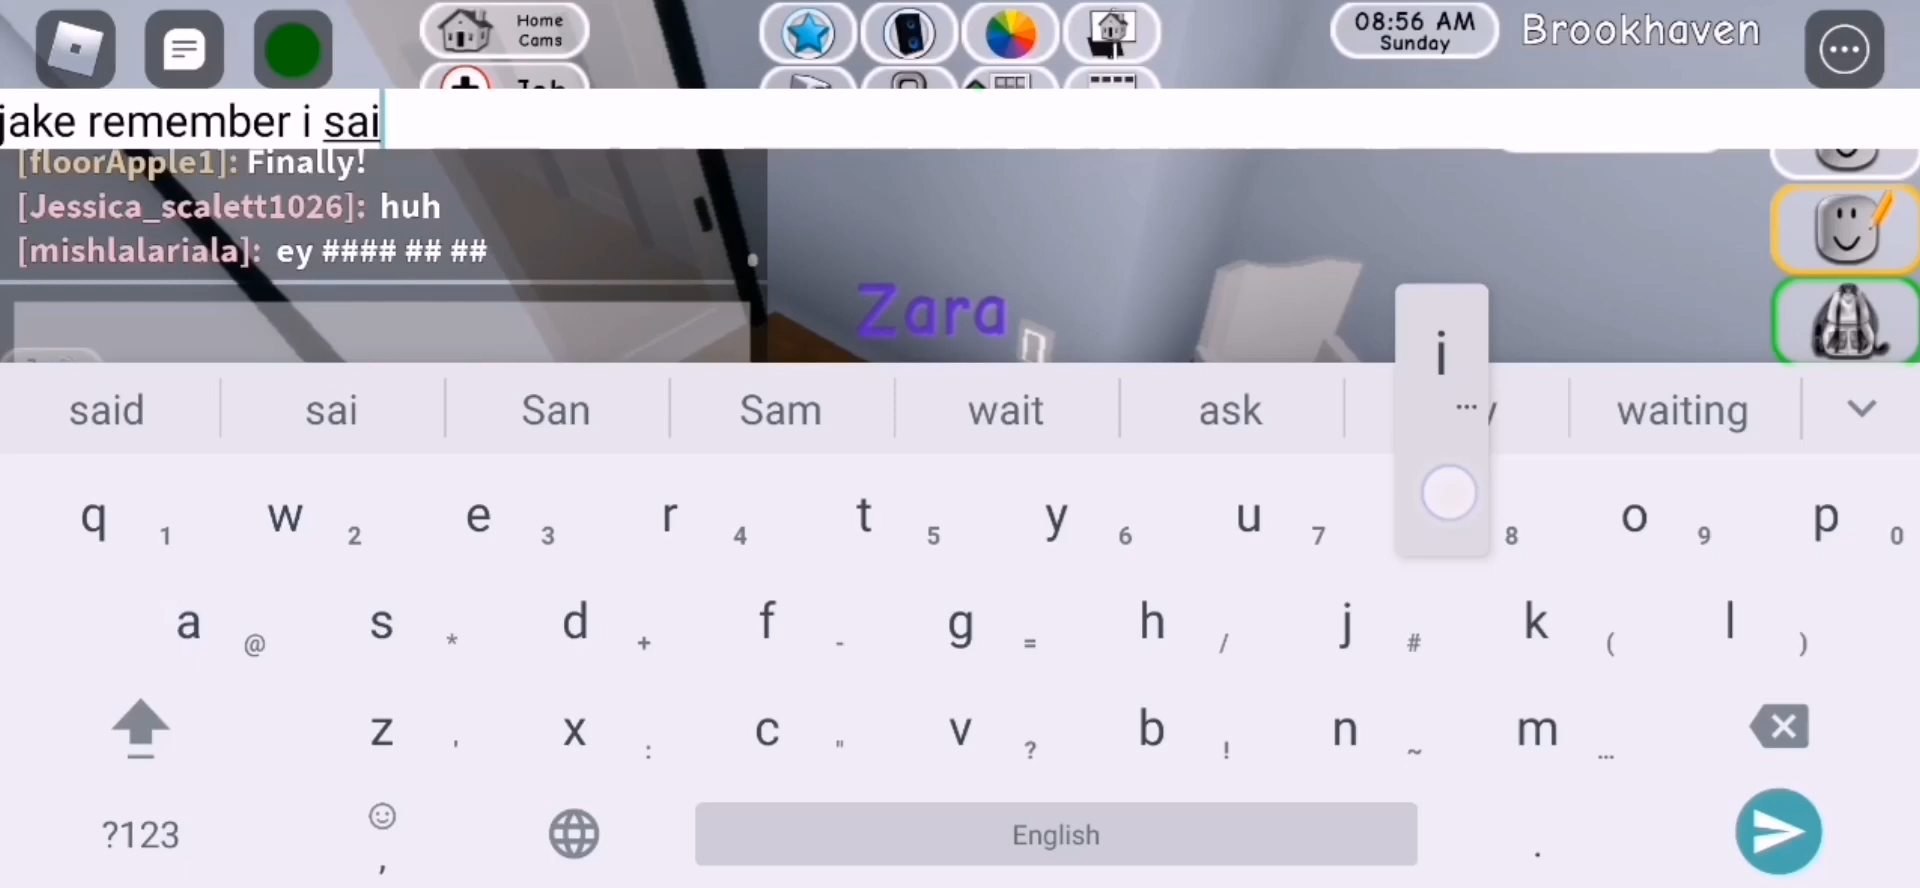 Home
Cams
08:56 AM
Sunday
Brookhaven
jake remember i sai
[floorApple1]: Finally!
[Jessica_scalett1026]: huh
[mishlalariala]: ey #### ## ##
Zara
i
...
said sai San Sam wait ask waiting
q 1 w 2 e 3 r 4 t 5 y 6 u 7 8 o 9 p 0
a @ s * d + f - g = h / j # k ( l )
z ' x : c " v ? b ! n ~ m ...
?123 , English .